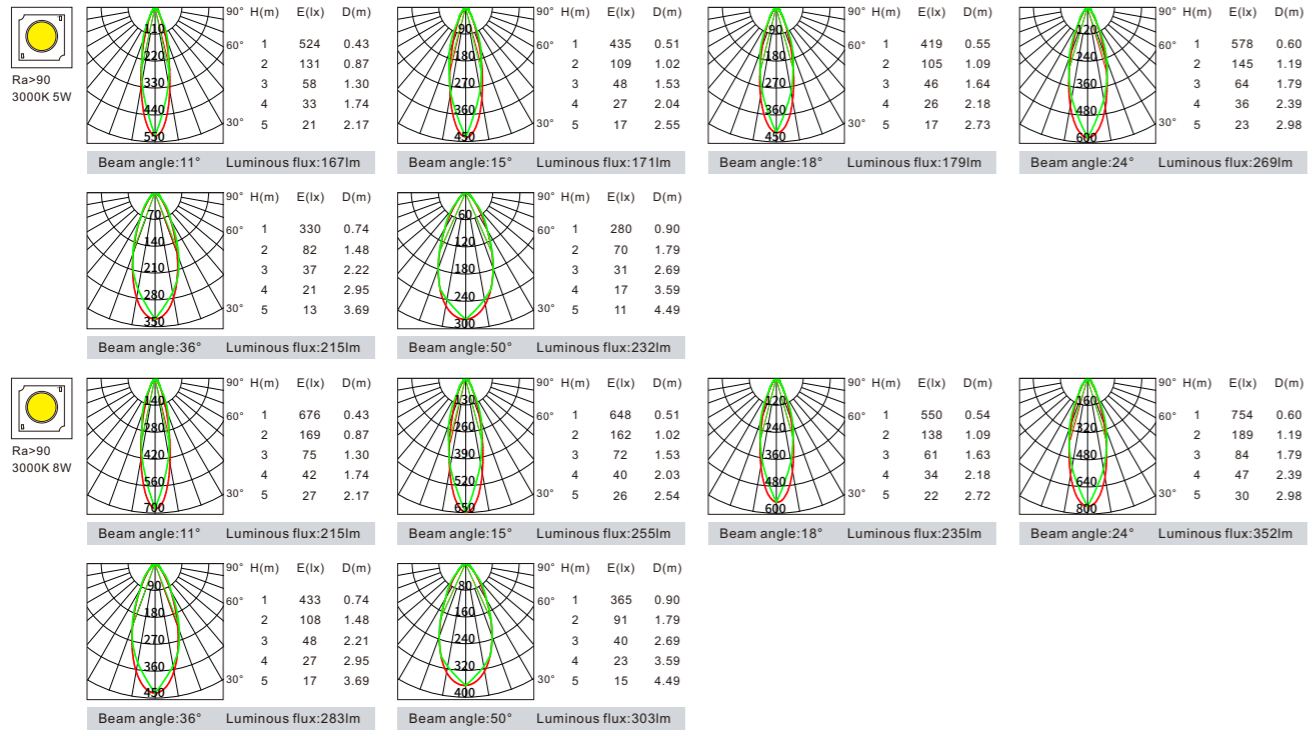 Ra>90
3000K 5W
90° H(m) E(lx) D(m)
110
60° 1 524 0.43
220
2 131 0.87
330
3 58 1.30
440
4 33 1.74
30° 5 21 2.17
550
Beam angle:11° Luminous flux:167lm
90° H(m) E(lx) D(m)
90
60° 1 435 0.51
180
2 109 1.02
270
3 48 1.53
360
4 27 2.04
30° 5 17 2.55
450
Beam angle:15° Luminous flux:171lm
90° H(m) E(lx) D(m)
90
60° 1 419 0.55
180
2 105 1.09
270
3 46 1.64
360
4 26 2.18
30° 5 17 2.73
450
Beam angle:18° Luminous flux:179lm
90° H(m) E(lx) D(m)
120
60° 1 578 0.60
240
2 145 1.19
360
3 64 1.79
480
4 36 2.39
30° 5 23 2.98
600
Beam angle:24° Luminous flux:269lm
90° H(m) E(lx) D(m)
70
60° 1 330 0.74
140
2 82 1.48
210
3 37 2.22
280
4 21 2.95
30° 5 13 3.69
350
Beam angle:36° Luminous flux:215lm
90° H(m) E(lx) D(m)
60
60° 1 280 0.90
120
2 70 1.79
180
3 31 2.69
240
4 17 3.59
30° 5 11 4.49
300
Beam angle:50° Luminous flux:232lm
Ra>90
3000K 8W
90° H(m) E(lx) D(m)
140
60° 1 676 0.43
280
2 169 0.87
420
3 75 1.30
560
4 42 1.74
30° 5 27 2.17
700
Beam angle:11° Luminous flux:215lm
90° H(m) E(lx) D(m)
130
60° 1 648 0.51
260
2 162 1.02
390
3 72 1.53
520
4 40 2.03
30° 5 26 2.54
650
Beam angle:15° Luminous flux:255lm
90° H(m) E(lx) D(m)
120
60° 1 550 0.54
240
2 138 1.09
360
3 61 1.63
480
4 34 2.18
30° 5 22 2.72
600
Beam angle:18° Luminous flux:235lm
90° H(m) E(lx) D(m)
160
60° 1 754 0.60
320
2 189 1.19
480
3 84 1.79
640
4 47 2.39
30° 5 30 2.98
800
Beam angle:24° Luminous flux:352lm
90° H(m) E(lx) D(m)
90
60° 1 433 0.74
180
2 108 1.48
270
3 48 2.21
360
4 27 2.95
30° 5 17 3.69
450
Beam angle:36° Luminous flux:283lm
90° H(m) E(lx) D(m)
80
60° 1 365 0.90
160
2 91 1.79
240
3 40 2.69
320
4 23 3.59
30° 5 15 4.49
400
Beam angle:50° Luminous flux:303lm